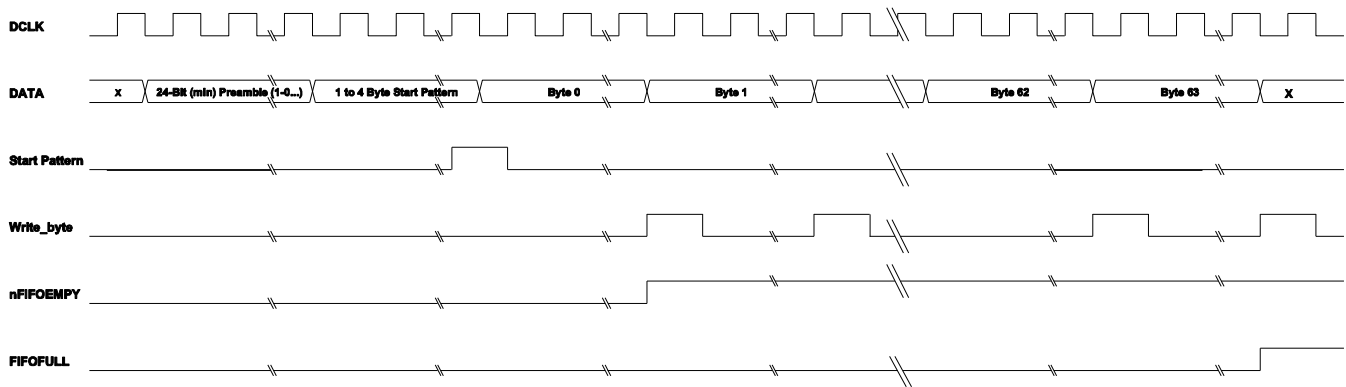 DCLK
DATA X 24-Bit (min) Preamble (1-0...) 1 to 4 Byte Start Pattern Byte 0 Byte 1 Byte 62 Byte 63 X
Start Pattern
Write_byte
nFIFOEMPY
FIFOFULL